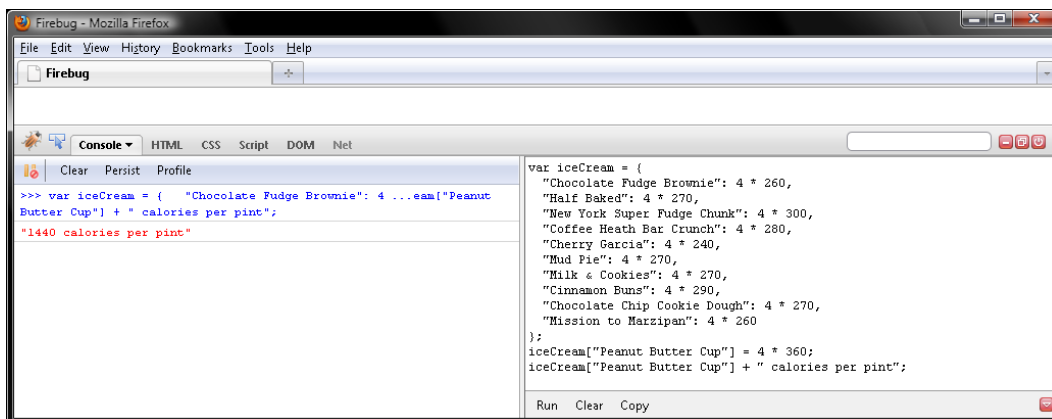 Firebug - Mozilla Firefox
File Edit View History Bookmarks Tools Help
Firebug
Console HTML CSS Script DOM Net
Clear Persist Profile
>>> var iceCream = {   "Chocolate Fudge Brownie": 4 ...eam["Peanut
Butter Cup"] + " calories per pint";
"1440 calories per pint"
var iceCream = {
  "Chocolate Fudge Brownie": 4 * 260,
  "Half Baked": 4 * 270,
  "New York Super Fudge Chunk": 4 * 300,
  "Coffee Heath Bar Crunch": 4 * 280,
  "Cherry Garcia": 4 * 240,
  "Mud Pie": 4 * 270,
  "Milk & Cookies": 4 * 270,
  "Cinnamon Buns": 4 * 290,
  "Chocolate Chip Cookie Dough": 4 * 270,
  "Mission to Marzipan": 4 * 260
};
iceCream["Peanut Butter Cup"] = 4 * 360;
iceCream["Peanut Butter Cup"] + " calories per pint";
Run Clear Copy